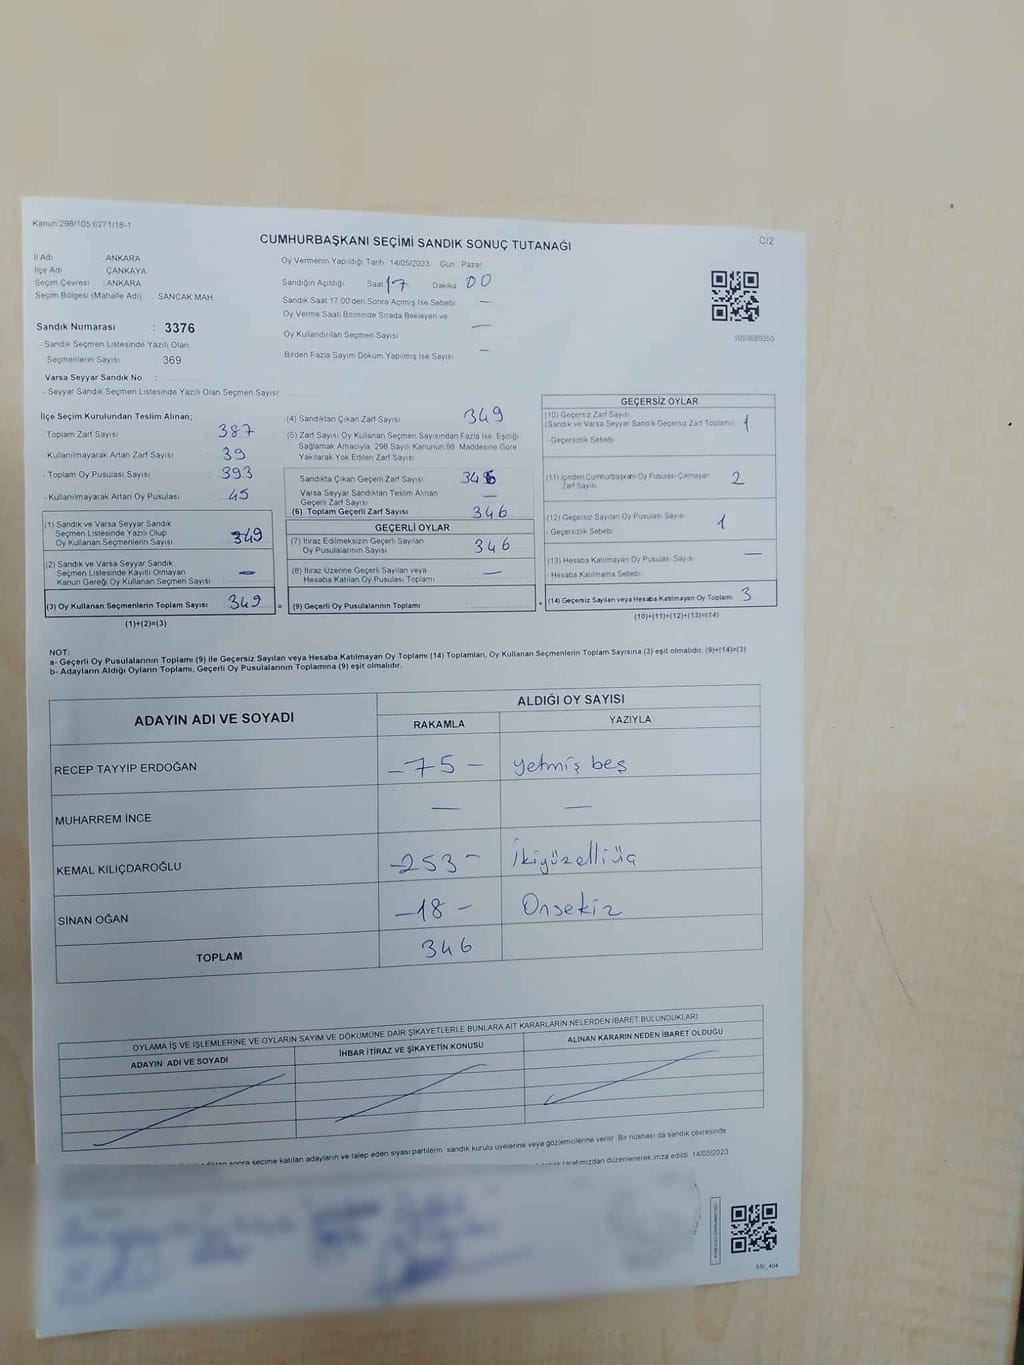 Kanun:298/105,6271/18-1
C/2
CUMHURBAŞKANI SEÇİMİ SANDIK SONUÇ TUTANAĞI
İl Adı ANKARA
İlçe Adı ÇANKAYA
Seçim Çevresi : ANKARA
Seçim Bölgesi (Mahalle Adı) SANCAK MAH
Sandık Numarası : 3376
- Sandık Seçmen Listesinde Yazılı Olan
Seçmenlerin Sayısı : 369
Varsa Seyyar Sandık No :
- Seyyar Sandık Seçmen Listesinde Yazılı Olan Seçmen Sayısı
Oy Vermenin Yapıldığı Tarih 14/05/2023 Gün Pazar
Sandığın Açıldığı Saat 17 Dakika 00
Sandık Saat 17:00'den Sonra Açılmış İse Sebebi —
Oy Verme Saati Bitiminde Sırada Bekleyen ve
Oy Kullandırılan Seçmen Sayısı —
Birden Fazla Sayım Döküm Yapılmış İse Sayısı —
1093689350
İlçe Seçim Kurulundan Teslim Alınan;
- Toplam Zarf Sayısı : 387
- Kullanılmayarak Artan Zarf Sayısı : 39
- Toplam Oy Pusulası Sayısı : 393
- Kullanılmayarak Artan Oy Pusulası : 45
(1) Sandık ve Varsa Seyyar Sandık
Seçmen Listesinde Yazılı Olup
Oy Kullanan Seçmenlerin Sayısı 349
(2) Sandık ve Varsa Seyyar Sandık
Seçmen Listesinde Kayıtlı Olmayan
Kanun Gereği Oy Kullanan Seçmen Sayısı —
(3) Oy Kullanan Seçmenlerin Toplam Sayısı 349
(1)+(2)=(3)
(4) Sandıktan Çıkan Zarf Sayısı 349
(5) Zarf Sayısı Oy Kullanan Seçmen Sayısından Fazla İse, Eşitliği
Sağlamak Amacıyla, 298 Sayılı Kanunun 98. Maddesine Göre
Yakılarak Yok Edilen Zarf Sayısı
Sandıkta Çıkan Geçerli Zarf Sayısı 346
Varsa Seyyar Sandıktan Teslim Alınan
Geçerli Zarf Sayısı —
(6) Toplam Geçerli Zarf Sayısı 346
GEÇERLİ OYLAR
(7) İtiraz Edilmeksizin Geçerli Sayılan
Oy Pusulalarının Sayısı 346
(8) İtiraz Üzerine Geçerli Sayılan veya
Hesaba Katılan Oy Pusulası Toplamı —
= (9) Geçerli Oy Pusulalarının Toplamı
GEÇERSİZ OYLAR
(10) Geçersiz Zarf Sayısı
(Sandık ve Varsa Seyyar Sandık Geçersiz Zarf Toplamı) 1
- Geçersizlik Sebebi
(11) İçinden Cumhurbaşkanı Oy Pusulası Çıkmayan
Zarf Sayısı 2
(12) Geçersiz Sayılan Oy Pusulası Sayısı 1
- Geçersizlik Sebebi
(13) Hesaba Katılmayan Oy Pusulası Sayısı —
- Hesaba Katılmama Sebebi
+ (14) Geçersiz Sayılan veya Hesaba Katılmayan Oy Toplamı 3
(10)+(11)+(12)+(13)=(14)
NOT:
a- Geçerli Oy Pusulalarının Toplamı (9) ile Geçersiz Sayılan veya Hesaba Katılmayan Oy Toplamı (14) Toplamları, Oy Kullanan Seçmenlerin Toplam Sayısına (3) eşit olmalıdır. (9)+(14)=(3)
b- Adayların Aldığı Oyların Toplamı, Geçerli Oy Pusulalarının Toplamına (9) eşit olmalıdır.
ADAYIN ADI VE SOYADI
ALDIĞI OY SAYISI
RAKAMLA YAZIYLA
RECEP TAYYİP ERDOĞAN -75- yetmiş beş
MUHARREM İNCE — —
KEMAL KILIÇDAROĞLU -253- İkiyüzelliüç
SİNAN OĞAN -18- Onsekiz
TOPLAM 346
OYLAMA İŞ VE İŞLEMLERİNE VE OYLARIN SAYIM VE DÖKÜMÜNE DAİR ŞİKAYETLERLE BUNLARA AİT KARARLARIN NELERDEN İBARET BULUNDUKLARI
ADAYIN ADI VE SOYADI İHBAR İTİRAZ VE ŞİKAYETİN KONUSU ALINAN KARARIN NEDEN İBARET OLDUĞU
sonra seçime katılan adayların ve talep eden siyasi partilerin sandık kurulu üyelerine veya gözlemcilerine verilir. Bir nüshası da sandık çevresinde
tarafımızdan düzenlenerek imza edildi. 14/05/2023
SSI_404